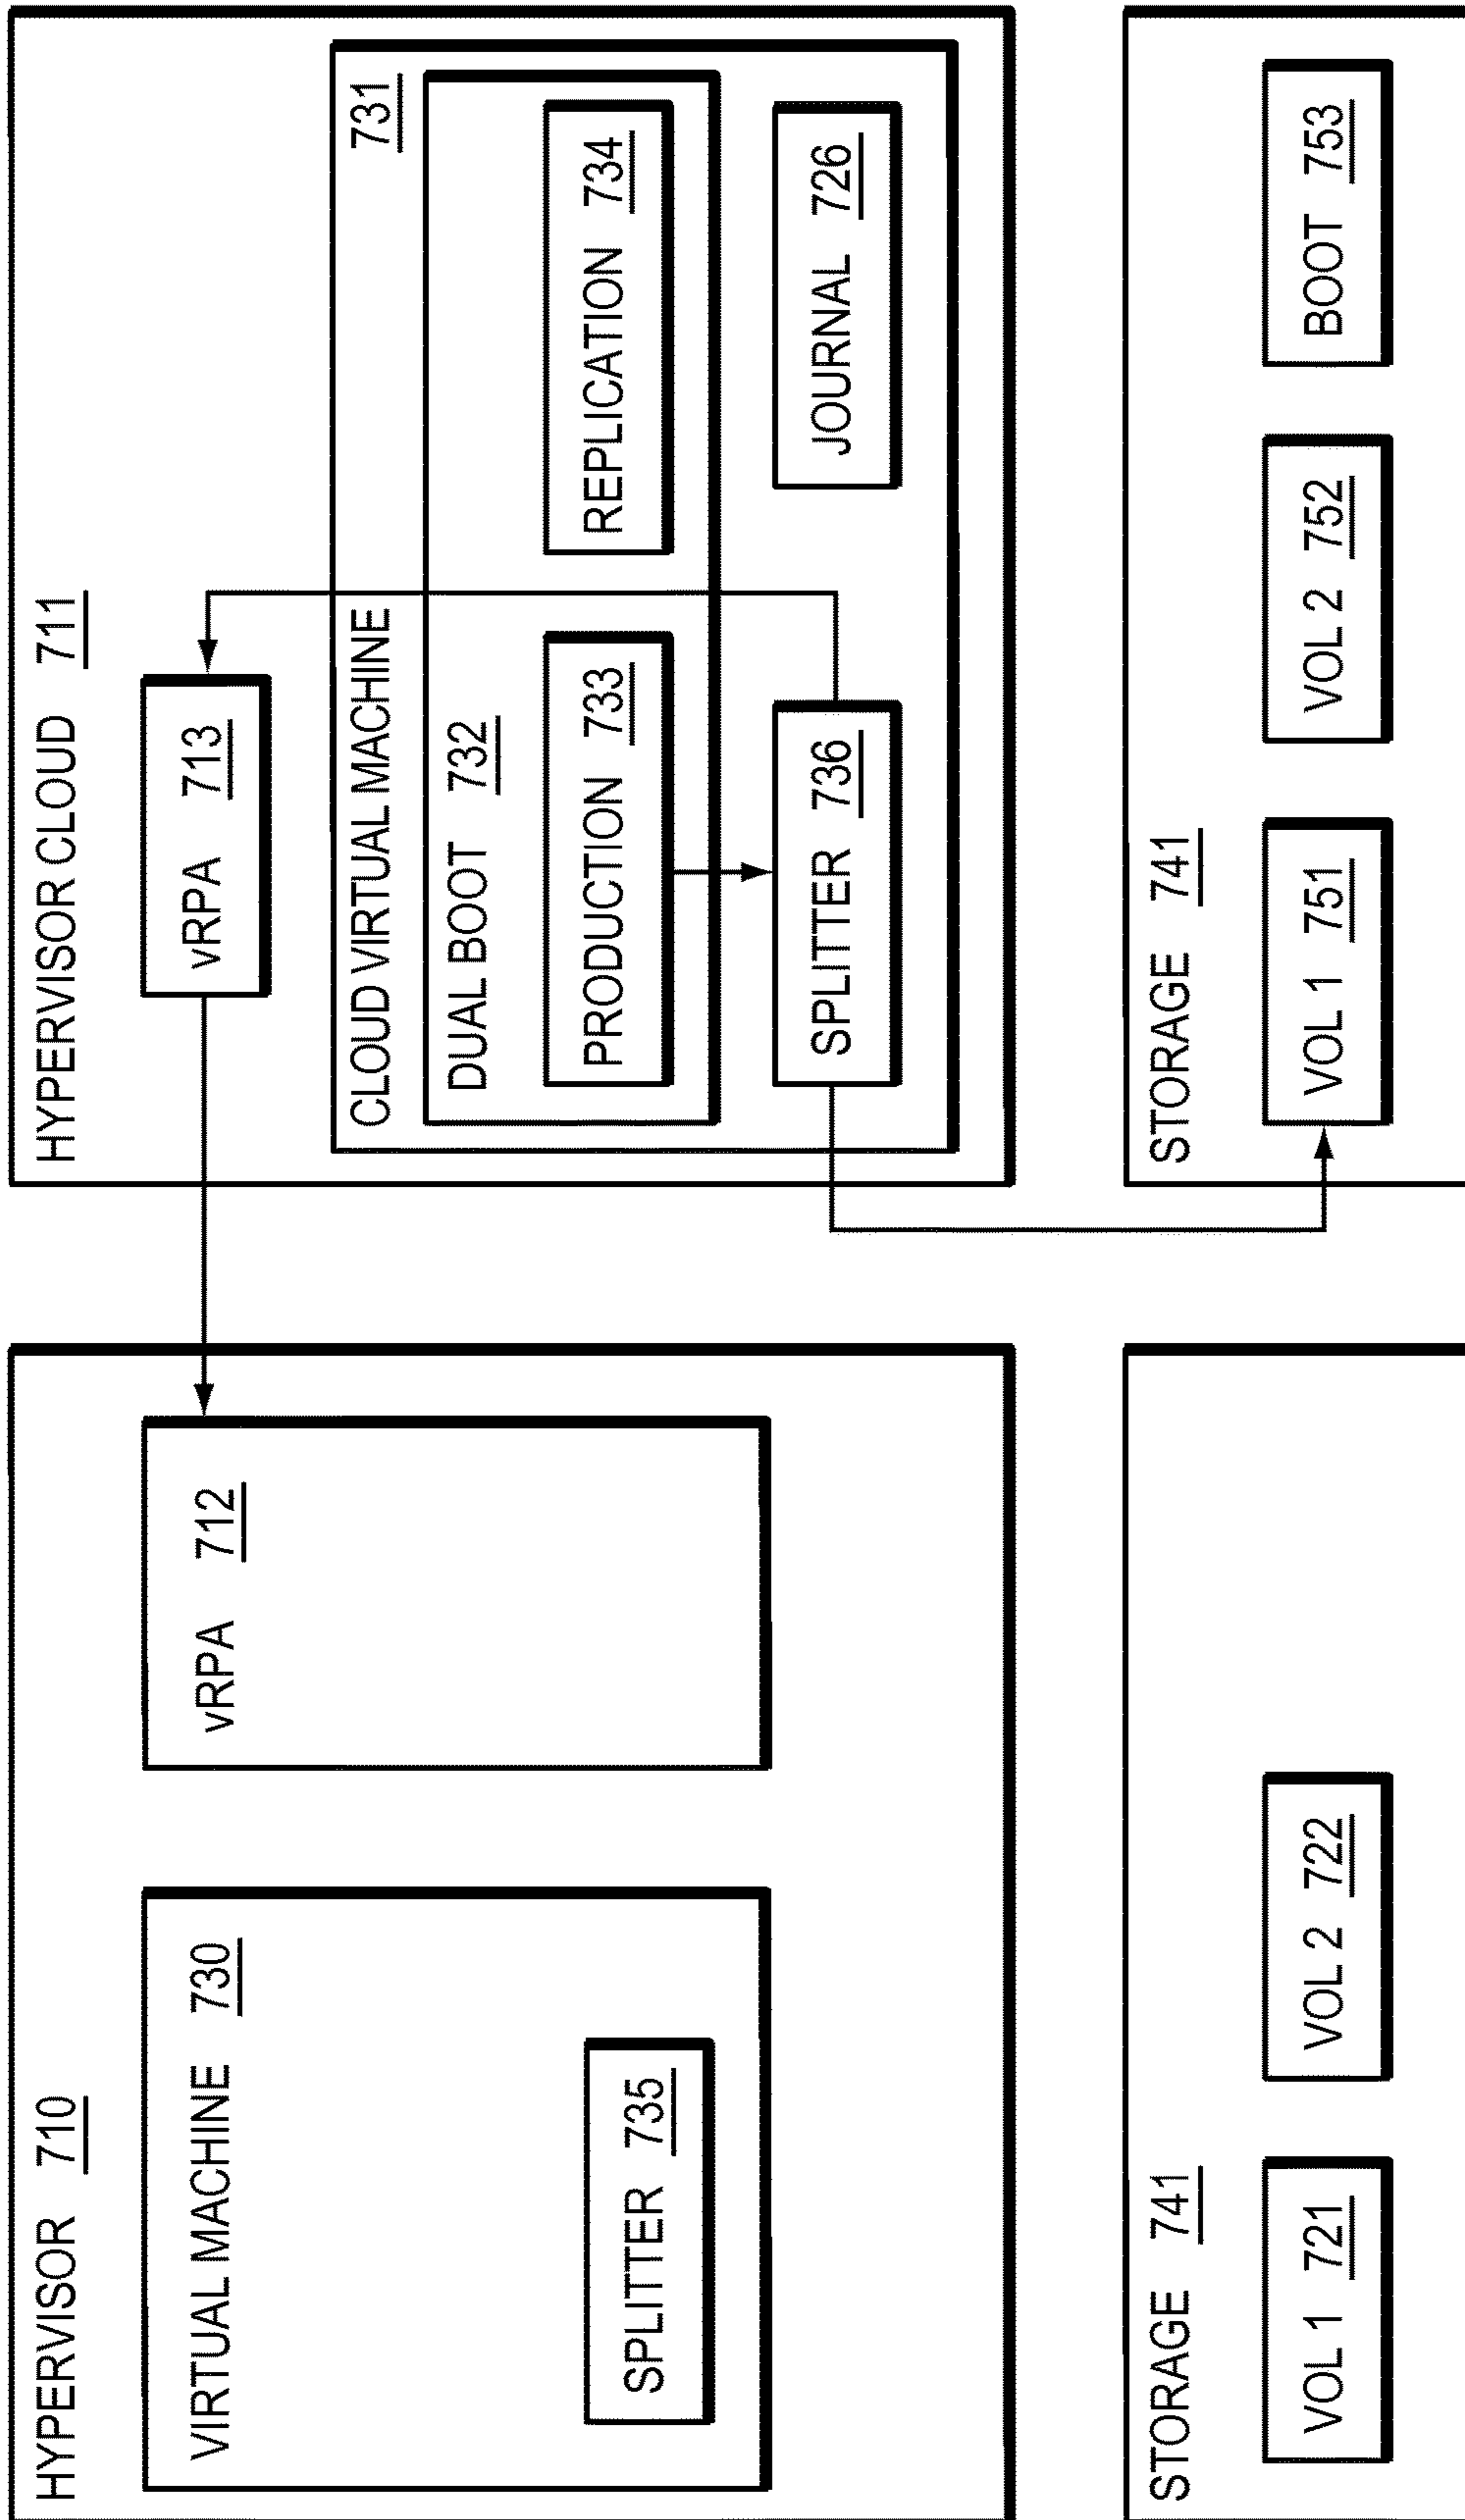 HYPERVISOR 710
VIRTUAL MACHINE 730
SPLITTER 735
vRPA 712
STORAGE 741
VOL 1 721
VOL 2 722
HYPERVISOR CLOUD 711
vRPA 713
CLOUD VIRTUAL MACHINE 731
DUAL BOOT 732
PRODUCTION 733
REPLICATION 734
SPLITTER 736
JOURNAL 726
STORAGE 741
VOL 1 751
VOL 2 752
BOOT 753